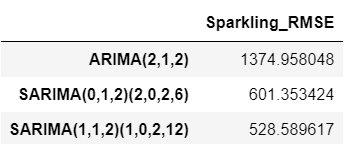 Sparkling_RMSE
ARIMA(2,1,2) 1374.958048
SARIMA(0,1,2)(2,0,2,6) 601.353424
SARIMA(1,1,2)(1,0,2,12) 528.589617